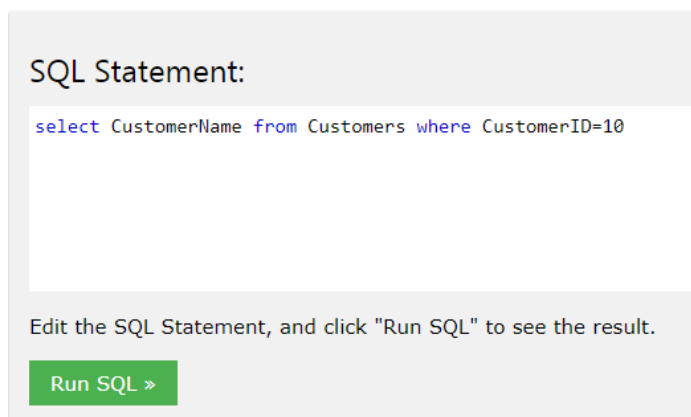 SQL Statement:
select CustomerName from Customers where CustomerID=10
Edit the SQL Statement, and click "Run SQL" to see the result.
Run SQL »